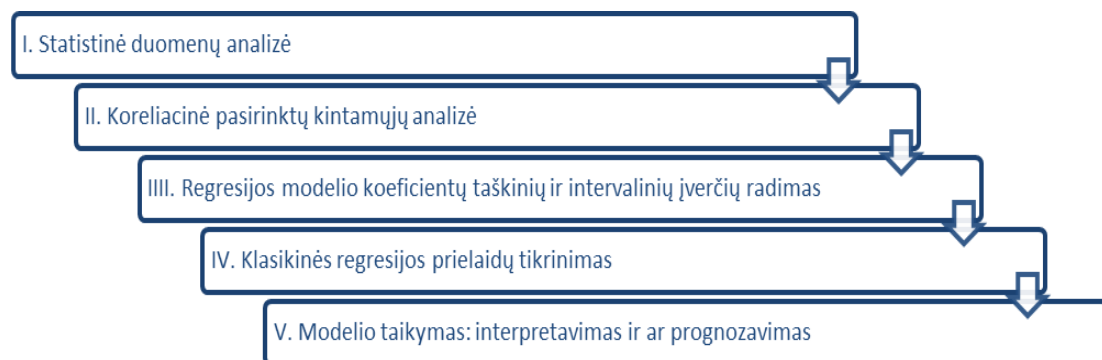 I. Statistinė duomenų analizė
II. Koreliacinė pasirinktų kintamųjų analizė
IIII. Regresijos modelio koeficientų taškinių ir intervalinių įverčių radimas
IV. Klasikinės regresijos prielaidų tikrinimas
V. Modelio taikymas: interpretavimas ir ar prognozavimas